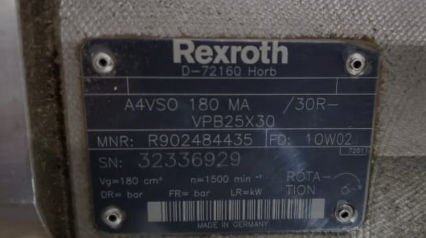 Rexroth
D-72160 Horb
A4VSO 180 MA /30R-
VPB25X30
MNR: R902484435 FD: 10W02
7201
SN: 32336929
Vg=180 cm³ n=1500 min⁻¹ ROTA-
DR= bar FR= bar LR=kW TION
MADE IN GERMANY